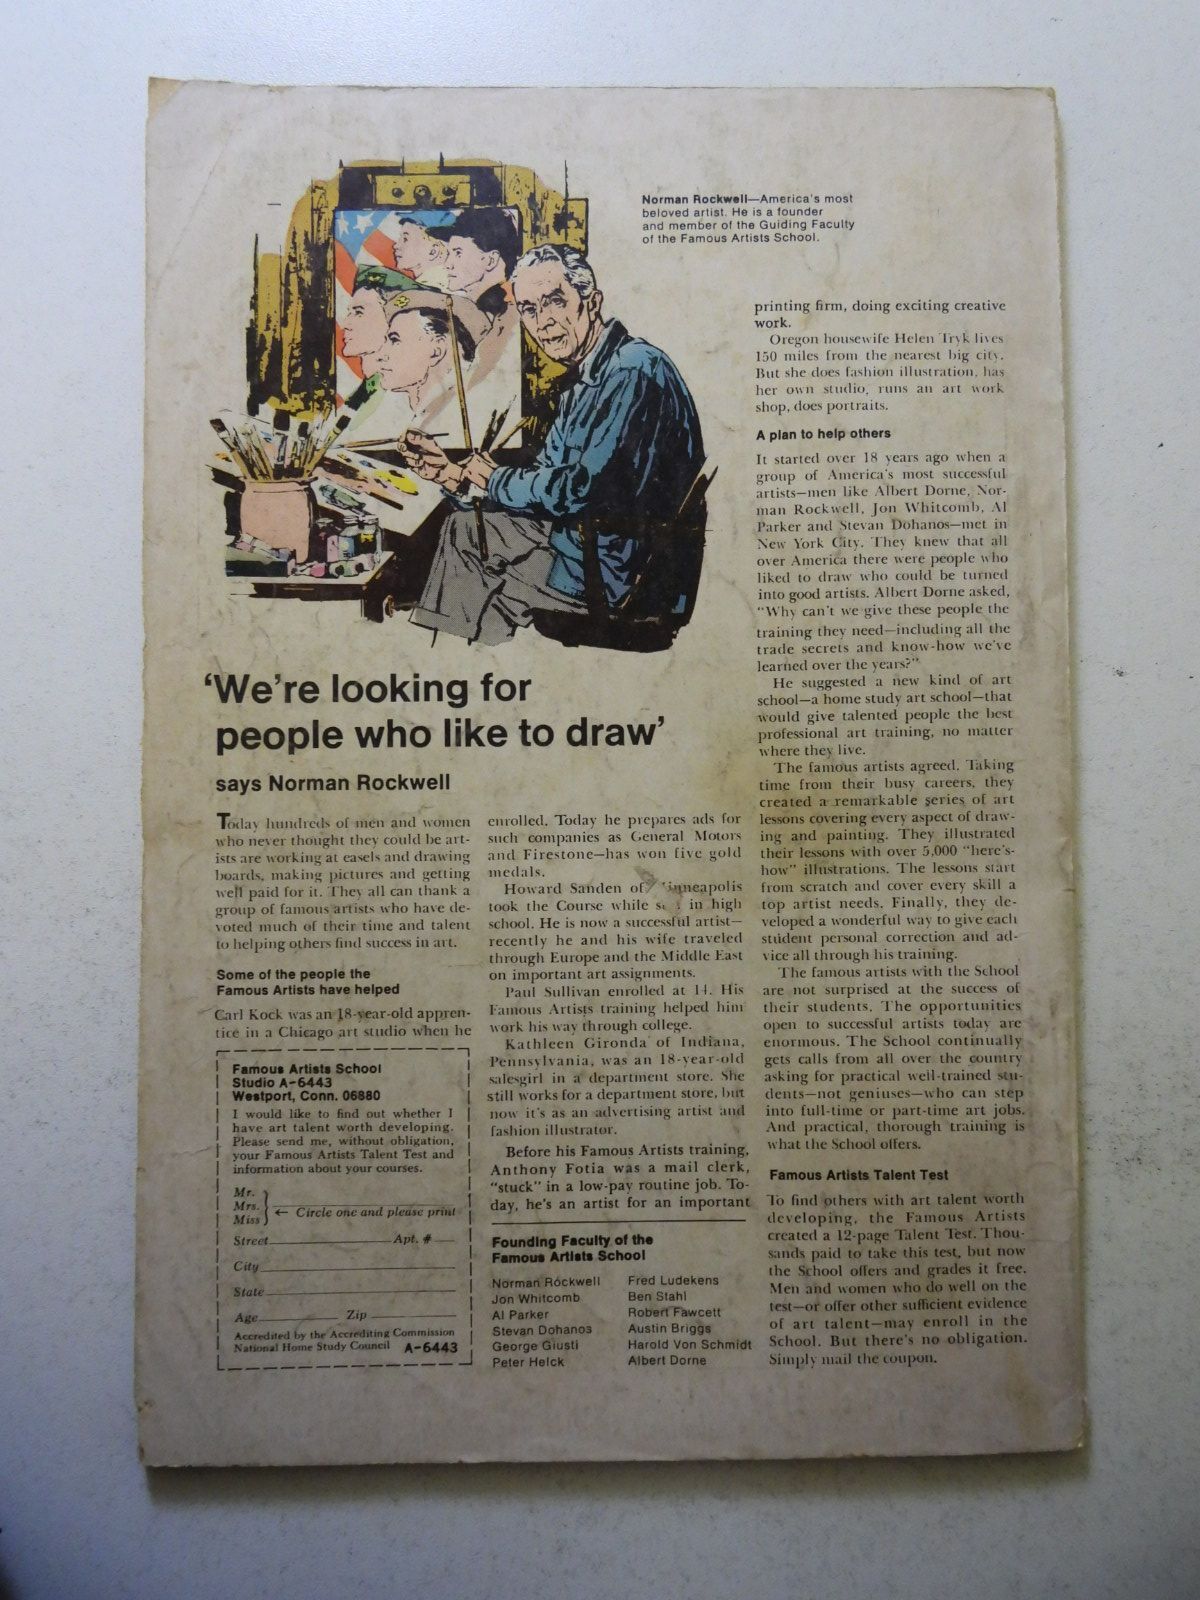 Norman Rockwell—America's most
beloved artist. He is a founder
and member of the Guiding Faculty
of the Famous Artists School.
'We're looking for
people who like to draw'
says Norman Rockwell
Today hundreds of men and women
who never thought they could be art-
ists are working at easels and drawing
boards, making pictures and getting
well paid for it. They all can thank a
group of famous artists who have de-
voted much of their time and talent
to helping others find success in art.
Some of the people the
Famous Artists have helped
Carl Kock was an 18-year-old appren-
tice in a Chicago art studio when he
enrolled. Today he prepares ads for
such companies as General Motors
and Firestone—has won five gold
medals.
Howard Sanden of Minneapolis
took the Course while in high
school. He is now a successful artist—
recently he and his wife traveled
through Europe and the Middle East
on important art assignments.
Paul Sullivan enrolled at 14. His
Famous Artists training helped him
work his way through college.
Kathleen Gironda of Indiana,
Pennsylvania, was an 18-year-old
salesgirl in a department store. She
still works for a department store, but
now it's as an advertising artist and
fashion illustrator.
Before his Famous Artists training,
Anthony Fotia was a mail clerk,
"stuck" in a low-pay routine job. To-
day, he's an artist for an important
printing firm, doing exciting creative
work.
Oregon housewife Helen Tryk lives
150 miles from the nearest big city.
But she does fashion illustration, has
her own studio, runs an art work
shop, does portraits.
A plan to help others
It started over 18 years ago when a
group of America's most successful
artists—men like Albert Dorne, Nor-
man Rockwell, Jon Whitcomb, Al
Parker and Stevan Dohanos—met in
New York City. They knew that all
over America there were people who
liked to draw who could be turned
into good artists. Albert Dorne asked,
"Why can't we give these people the
training they need—including all the
trade secrets and know-how we've
learned over the years?"
He suggested a new kind of art
school—a home study art school—that
would give talented people the best
professional art training, no matter
where they live.
The famous artists agreed. Taking
time from their busy careers, they
created a remarkable series of art
lessons covering every aspect of draw-
ing and painting. They illustrated
their lessons with over 5,000 "here's-
how" illustrations. The lessons start
from scratch and cover every skill a
top artist needs. Finally, they de-
veloped a wonderful way to give each
student personal correction and ad-
vice all through his training.
The famous artists with the School
are not surprised at the success of
their students. The opportunities
open to successful artists today are
enormous. The School continually
gets calls from all over the country
asking for practical well-trained stu-
dents—not geniuses—who can step
into full-time or part-time art jobs.
And practical, thorough training is
what the School offers.
Famous Artists Talent Test
To find others with art talent worth
developing, the Famous Artists
created a 12-page Talent Test. Thou-
sands paid to take this test, but now
the School offers and grades it free.
Men and women who do well on the
test—or offer other sufficient evidence
of art talent—may enroll in the
School. But there's no obligation.
Simply mail the coupon.
Famous Artists School
Studio A-6443
Westport, Conn. 06880
I would like to find out whether I
have art talent worth developing.
Please send me, without obligation,
your Famous Artists Talent Test and
information about your courses.
Mr.
Mrs.
Miss
← Circle one and please print
Street Apt. #
City
State
Age Zip
Accredited by the Accrediting Commission
National Home Study Council A-6443
Founding Faculty of the
Famous Artists School
Norman Rockwell
Jon Whitcomb
Al Parker
Stevan Dohanos
George Giusti
Peter Helck
Fred Ludekens
Ben Stahl
Robert Fawcett
Austin Briggs
Harold Von Schmidt
Albert Dorne